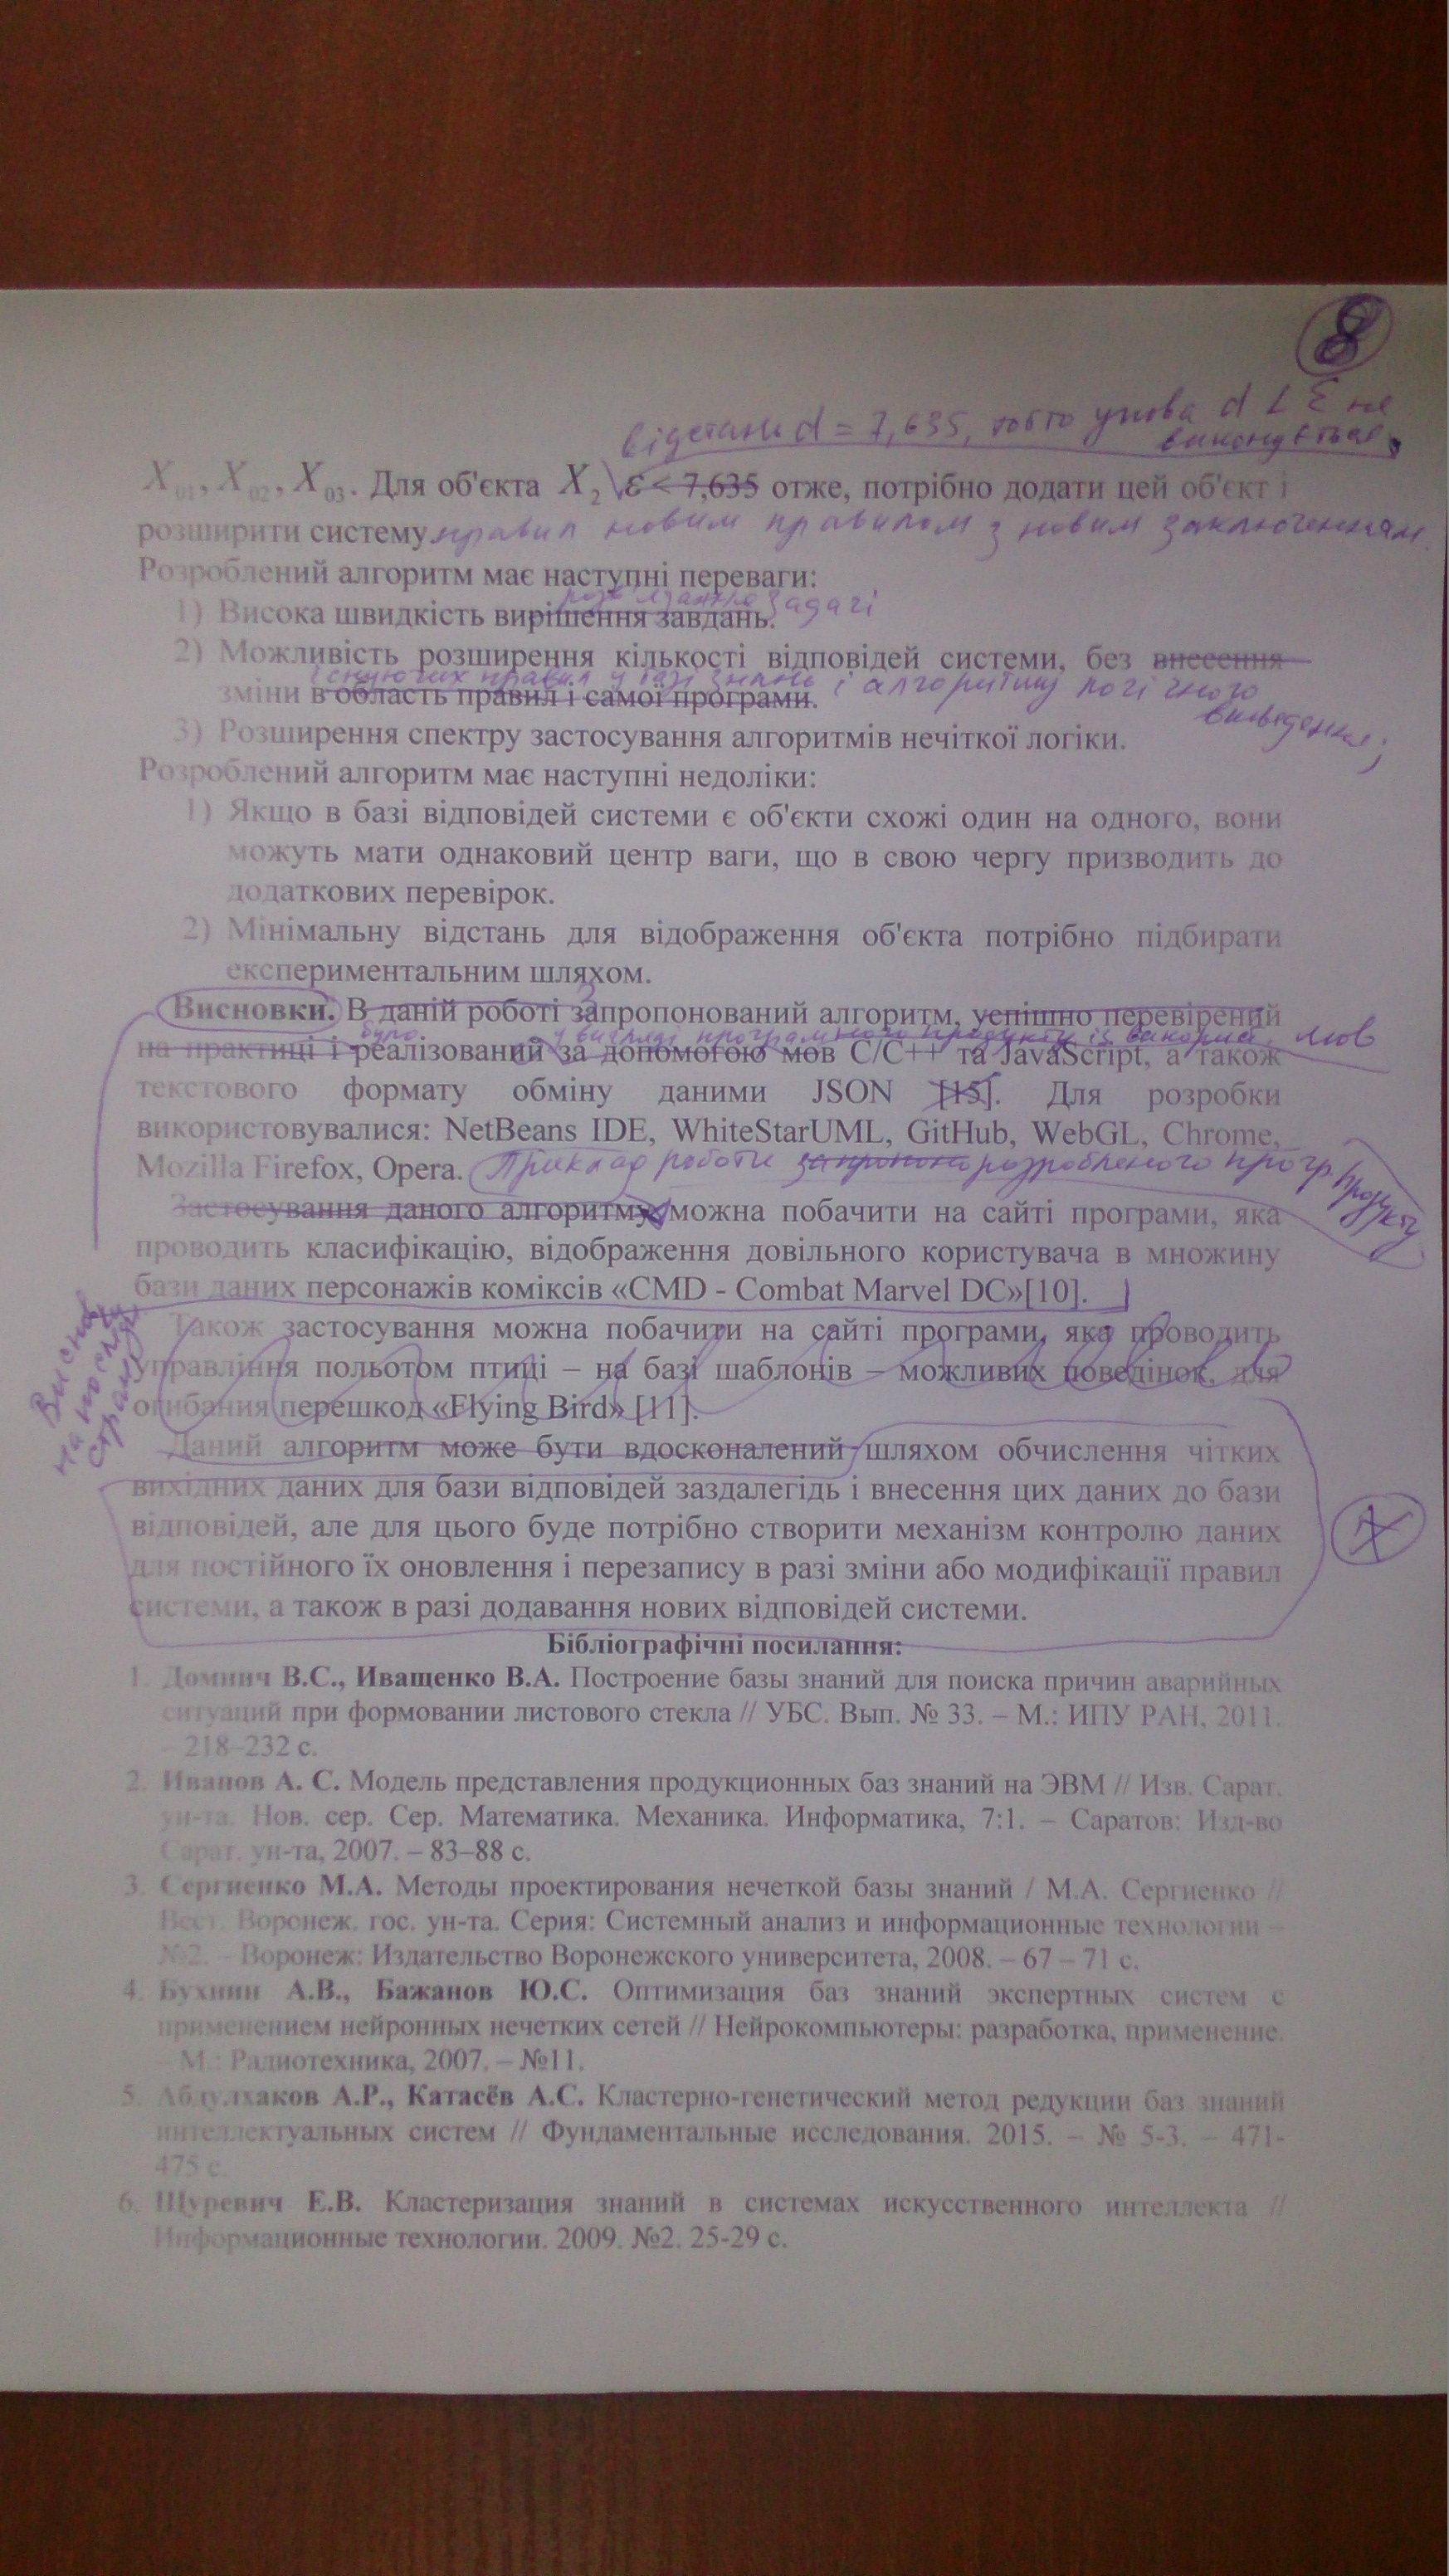 8
відстань d = 7,635, тобто умова d < Ɛ не
виконується,
X01, X02, X03. Для об'єкта X2 ε < 7,635 отже, потрібно додати цей об'єкт і
розширити систему правил новим правилом з новим заключенням.
Розроблений алгоритм має наступні переваги:
розв'язання задачі
1) Висока швидкість вирішення завдань.
2) Можливість розширення кількості відповідей системи, без внесення
існуючих правил у базі знань і алгоритму логічного
виведення;
зміни в область правил і самої програми.
3) Розширення спектру застосування алгоритмів нечіткої логіки.
Розроблений алгоритм має наступні недоліки:
1) Якщо в базі відповідей системи є об'єкти схожі один на одного, вони
можуть мати однаковий центр ваги, що в свою чергу призводить до
додаткових перевірок.
2) Мінімальну відстань для відображення об'єкта потрібно підбирати
експериментальним шляхом.
Висновки. В даній роботі запропонований алгоритм, успішно перевірений
було у вигляді програмного продукту із викорис. мов
на практиці і реалізований за допомогою мов C/C++ та JavaScript, а також
текстового формату обміну даними JSON [15]. Для розробки
використовувалися: NetBeans IDE, WhiteStarUML, GitHub, WebGL, Chrome,
Mozilla Firefox, Opera. Приклад роботи запропоно розробленого прогр. продукту
Застосування даного алгоритму можна побачити на сайті програми, яка
проводить класифікацію, відображення довільного користувача в множину
бази даних персонажів коміксів «CMD - Combat Marvel DC»[10].
Також застосування можна побачити на сайті програми, яка проводить
управління польотом птиці – на базі шаблонів – можливих поведінок, для
огибания перешкод «Flying Bird» [11].
Висновки
на
Даний алгоритм може бути вдосконалений шляхом обчислення чітких
вихідних даних для бази відповідей заздалегідь і внесення цих даних до бази
відповідей, але для цього буде потрібно створити механізм контролю даних
для постійного їх оновлення і перезапису в разі зміни або модифікації правил
системи, а також в разі додавання нових відповідей системи.
Бібліографічні посилання:
1. Домнич В.С., Иващенко В.А. Построение базы знаний для поиска причин аварийных
ситуаций при формовании листового стекла // УБС. Вып. № 33. – М.: ИПУ РАН, 2011.
– 218–232 с.
2. Иванов А. С. Модель представления продукционных баз знаний на ЭВМ // Изв. Сарат.
ун-та. Нов. сер. Сер. Математика. Механика. Информатика, 7:1. – Саратов: Изд-во
Сарат. ун-та, 2007. – 83–88 с.
3. Сергиенко М.А. Методы проектирования нечеткой базы знаний / М.А. Сергиенко //
Вест. Воронеж. гос. ун-та. Серия: Системный анализ и информационные технологии –
№2. – Воронеж: Издательство Воронежского университета, 2008. – 67 – 71 с.
4. Бухнин А.В., Бажанов Ю.С. Оптимизация баз знаний экспертных систем с
применением нейронных нечетких сетей // Нейрокомпьютеры: разработка, применение.
– М.: Радиотехника, 2007. – №11.
5. Абдулхаков А.Р., Катасёв А.С. Кластерно-генетический метод редукции баз знаний
интеллектуальных систем // Фундаментальные исследования. 2015. – № 5-3. – 471-
475 с.
6. Щуревич Е.В. Кластеризация знаний в системах искусственного интеллекта //
Информационные технологии. 2009. №2. 25-29 с.